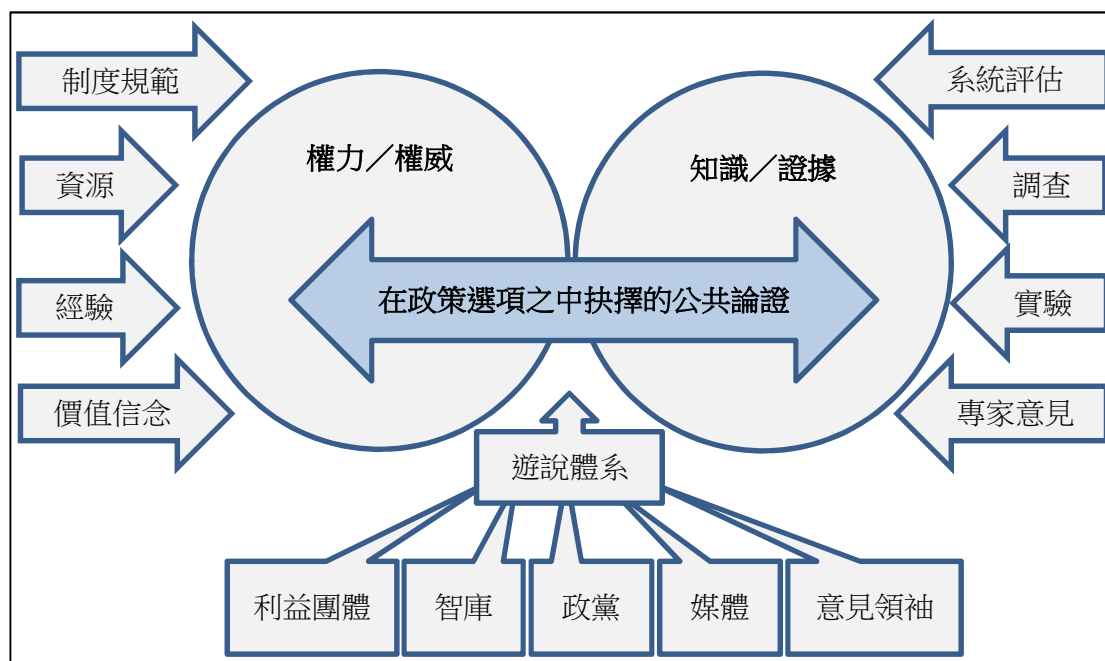 制度規範
系統評估
權力／權威
知識／證據
資源
調查
在政策選項之中抉擇的公共論證
經驗
實驗
價值信念
專家意見
遊說體系
利益團體
智庫
政黨
媒體
意見領袖